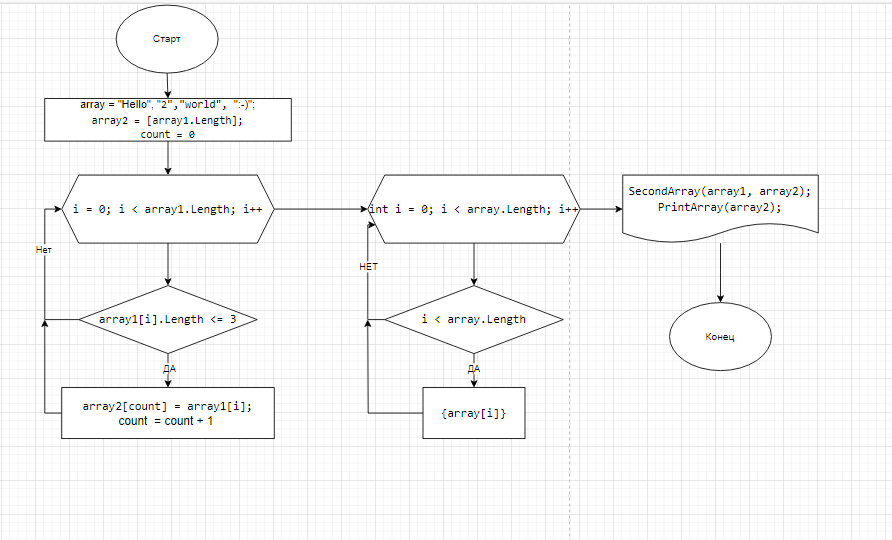 Старт
array = "Hello", "2", "world", ":-)";
array2 = [array1.Length];
count = 0
i = 0; i < array1.Length; i++
int i = 0; i < array.Length; i++
SecondArray(array1, array2);
PrintArray(array2);
Нет
НЕТ
array1[i].Length <= 3
i < array.Length
Конец
ДА
ДА
array2[count] = array1[i];
count = count + 1
{array[i]}